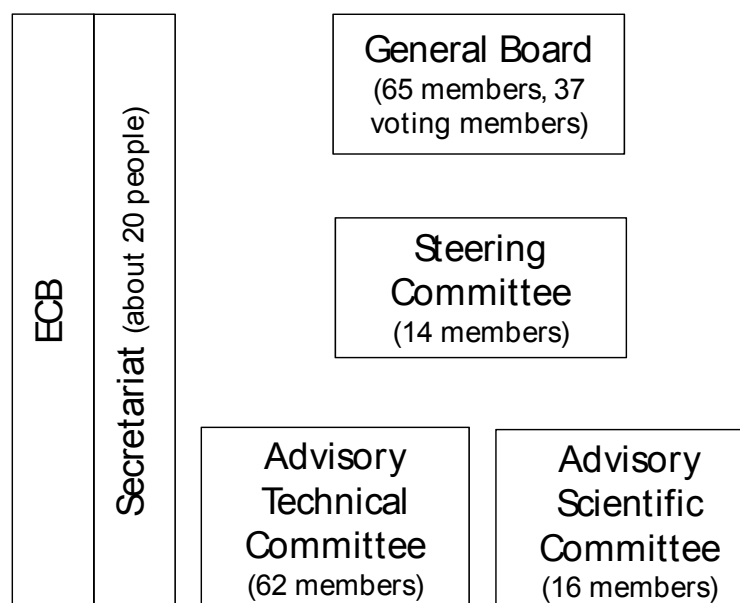 ECB
Secretariat (about 20 people)
General Board
(65 members, 37
voting members)
Steering
Committee
(14 members)
Advisory
Technical
Committee
(62 members)
Advisory
Scientific
Committee
(16 members)